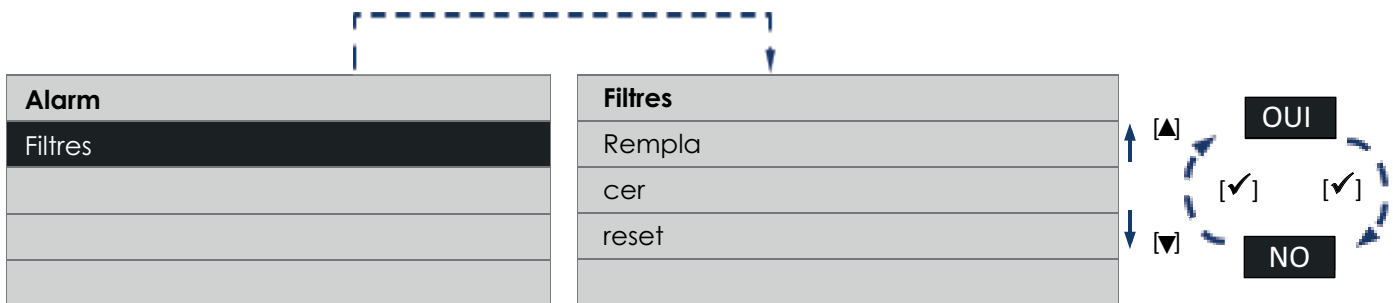 Alarm
Filtres
Filtres
Rempla
cer
reset
[▲]
[▼]
OUI
[✓] [✓]
NO